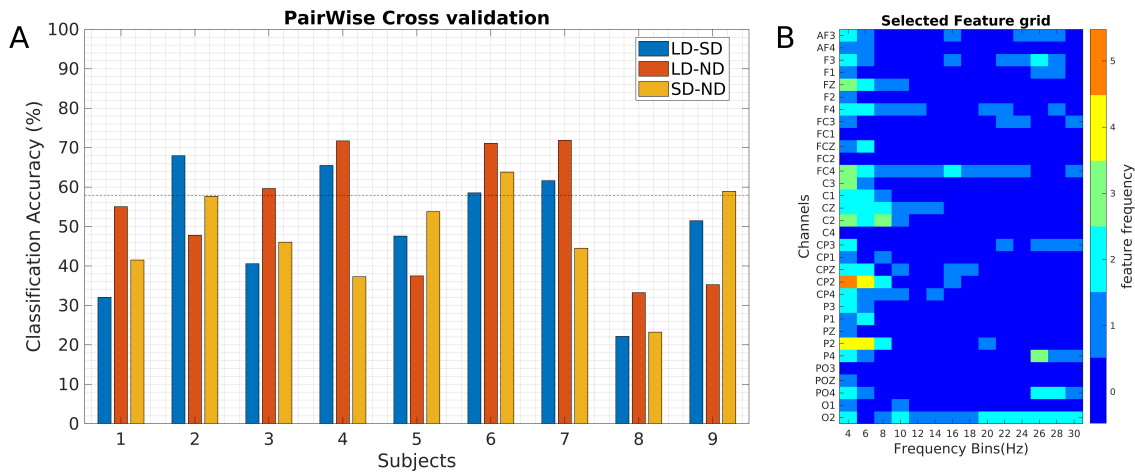 A
PairWise Cross validation
LD-SD
LD-ND
SD-ND
Classification Accuracy (%)
100
90
80
70
60
50
40
30
20
10
0
1 2 3 4 5 6 7 8 9
Subjects
B
Selected Feature grid
Channels
AF3
AF4
F3
F1
FZ
F2
F4
FC3
FC1
FCZ
FC2
FC4
C3
C1
CZ
C2
C4
CP3
CP1
CPZ
CP2
CP4
P3
P1
PZ
P2
P4
PO3
POZ
PO4
O1
O2
4 6 8 10 12 14 16 18 20 22 24 26 28 30
Frequency Bins(Hz)
5
4
3
2
1
0
feature frequency